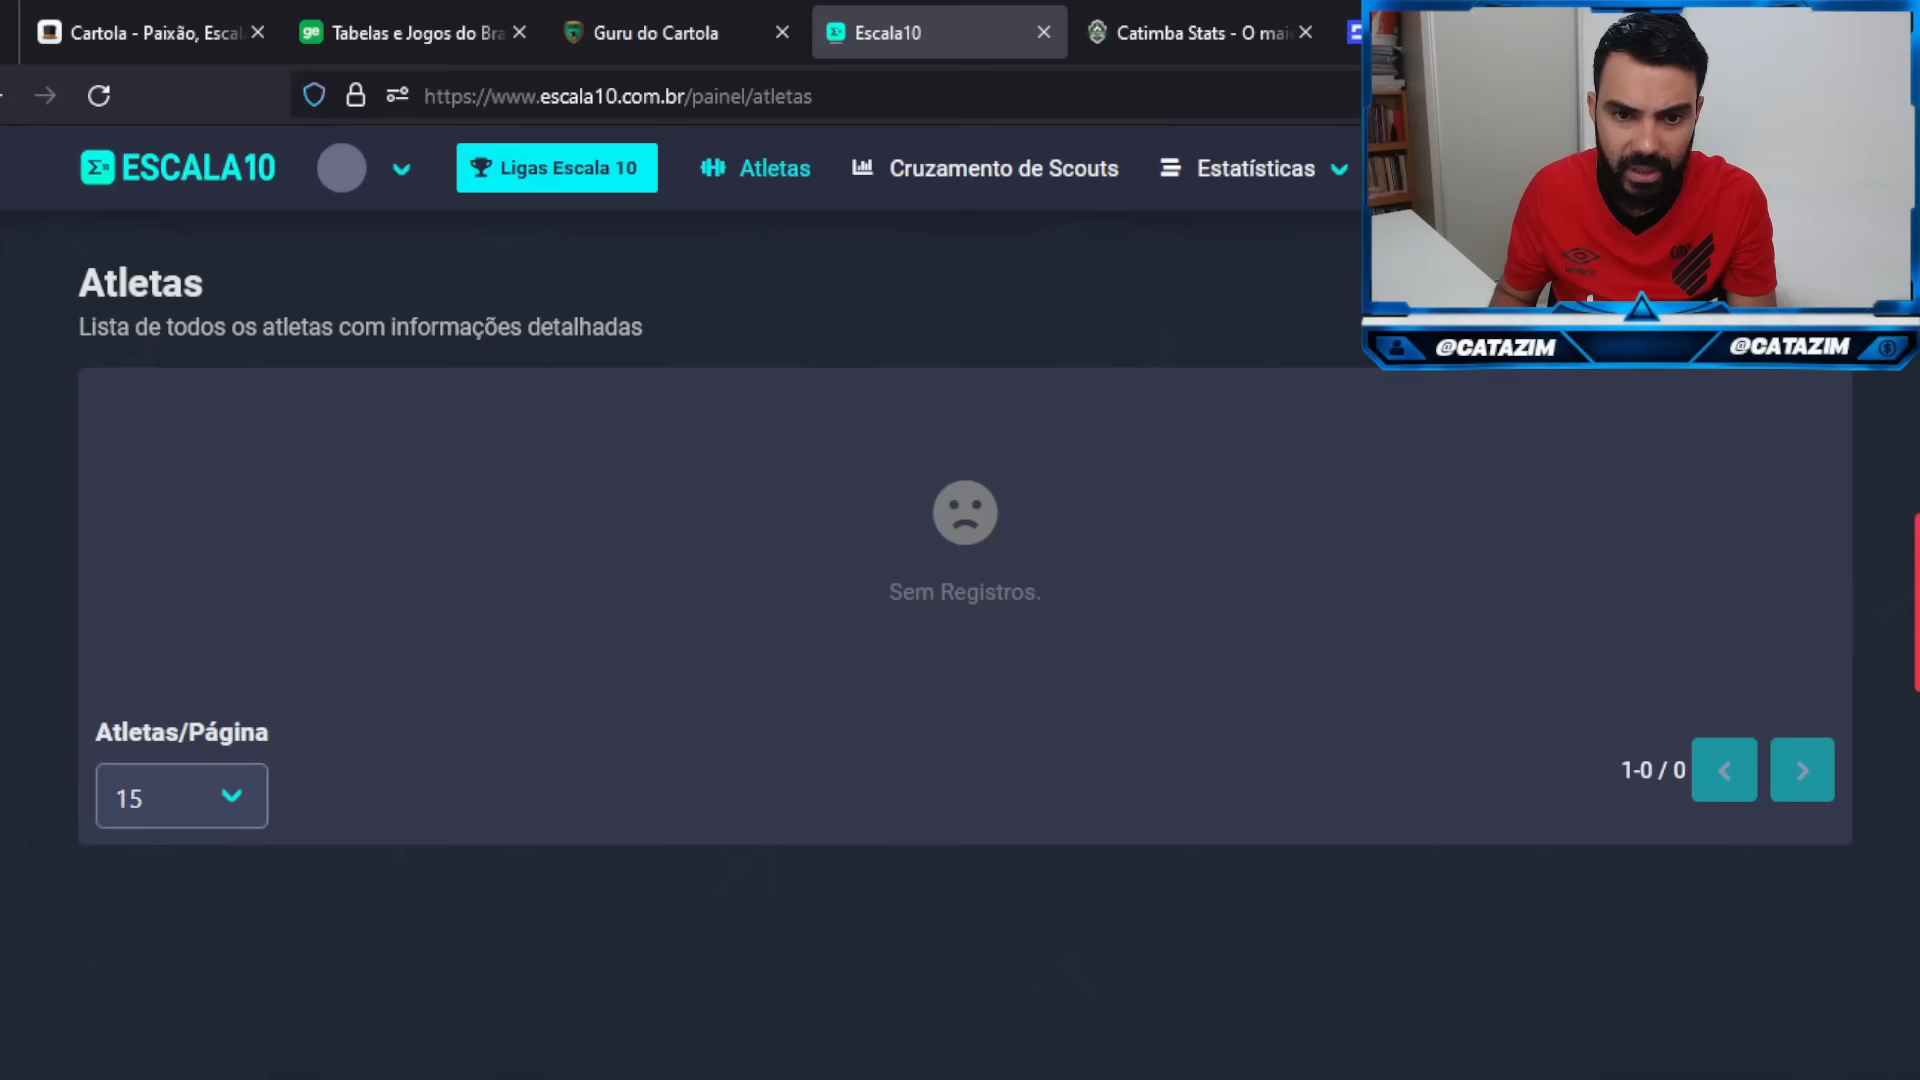 Cartola - Paixão, Escal
Tabelas e Jogos do Bra
Guru do Cartola
Escala10
Catimba Stats - O mai
https://www.escala10.com.br/painel/atletas
ESCALA10
Ligas Escala 10
Atletas
Cruzamento de Scouts
Estatísticas
Atletas
Lista de todos os atletas com informações detalhadas
@CATAZIM
@CATAZIM
Sem Registros.
Atletas/Página
15
1-0 / 0